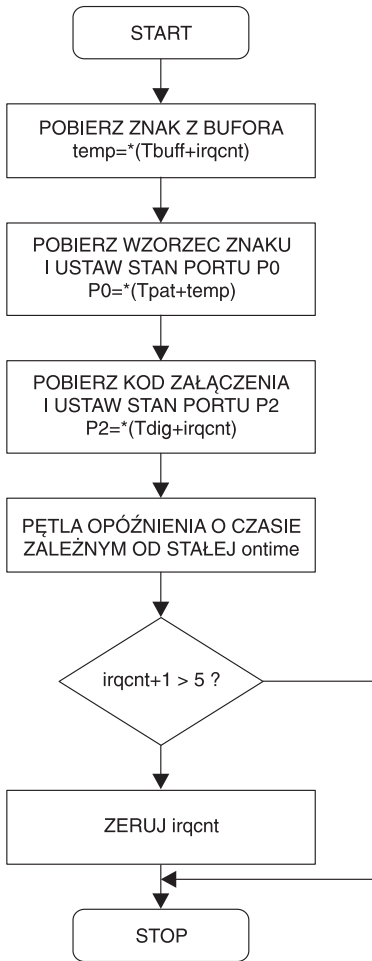 START
POBIERZ ZNAK Z BUFORA
temp=*(Tbuff+irqcnt)
POBIERZ WZORZEC ZNAKU
I USTAW STAN PORTU P0
P0=*(Tpat+temp)
POBIERZ KOD ZAŁĄCZENIA
I USTAW STAN PORTU P2
P2=*(Tdig+irqcnt)
PĘTLA OPÓŹNIENIA O CZASIE
ZALEŻNYM OD STAŁEJ ontime
irqcnt+1 > 5 ?
ZERUJ irqcnt
STOP